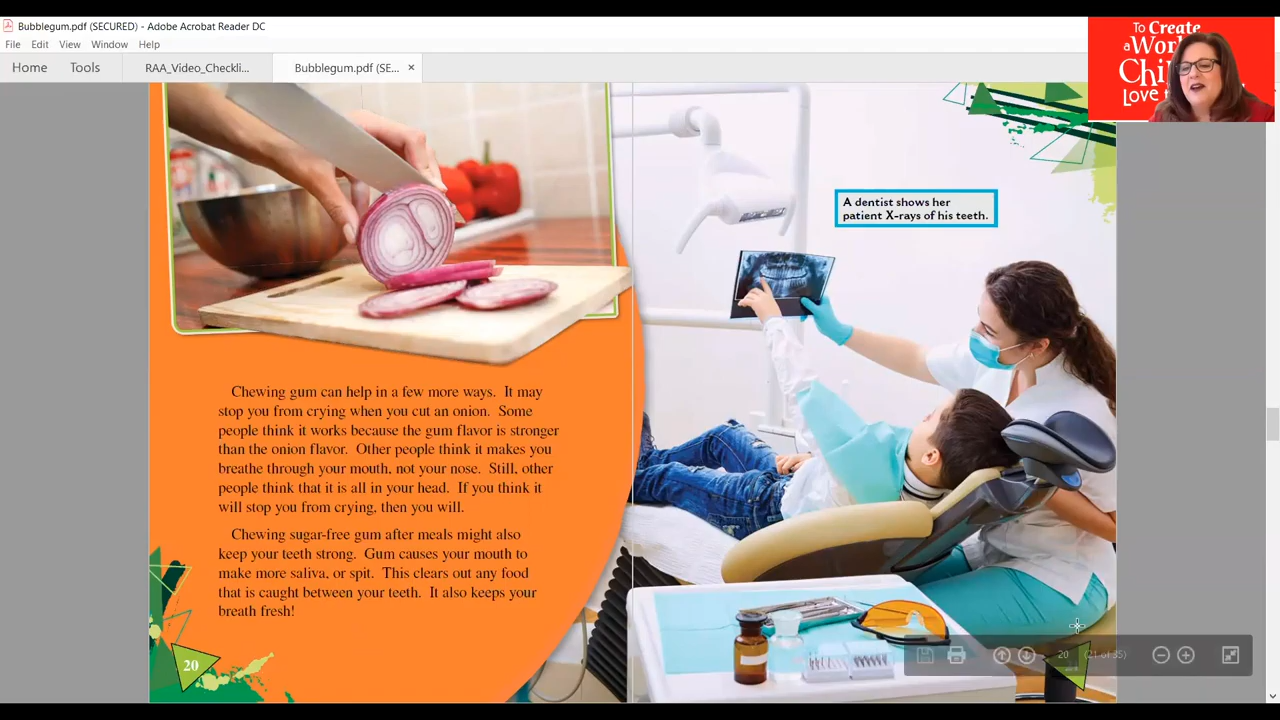 Bubblegum.pdf (SECURED) - Adobe Acrobat Reader DC
File Edit View Window Help
Home Tools RAA_Video_Checkli... Bubblegum.pdf (SE... ×
To Create
a
Love
A dentist shows her
patient X-rays of his teeth.
Chewing gum can help in a few more ways. It may
stop you from crying when you cut an onion. Some
people think it works because the gum flavor is stronger
than the onion flavor. Other people think it makes you
breathe through your mouth, not your nose. Still, other
people think that it is all in your head. If you think it
will stop you from crying, then you will.
Chewing sugar-free gum after meals might also
keep your teeth strong. Gum causes your mouth to
make more saliva, or spit. This clears out any food
that is caught between your teeth. It also keeps your
breath fresh!
20
20 (21 of 35)